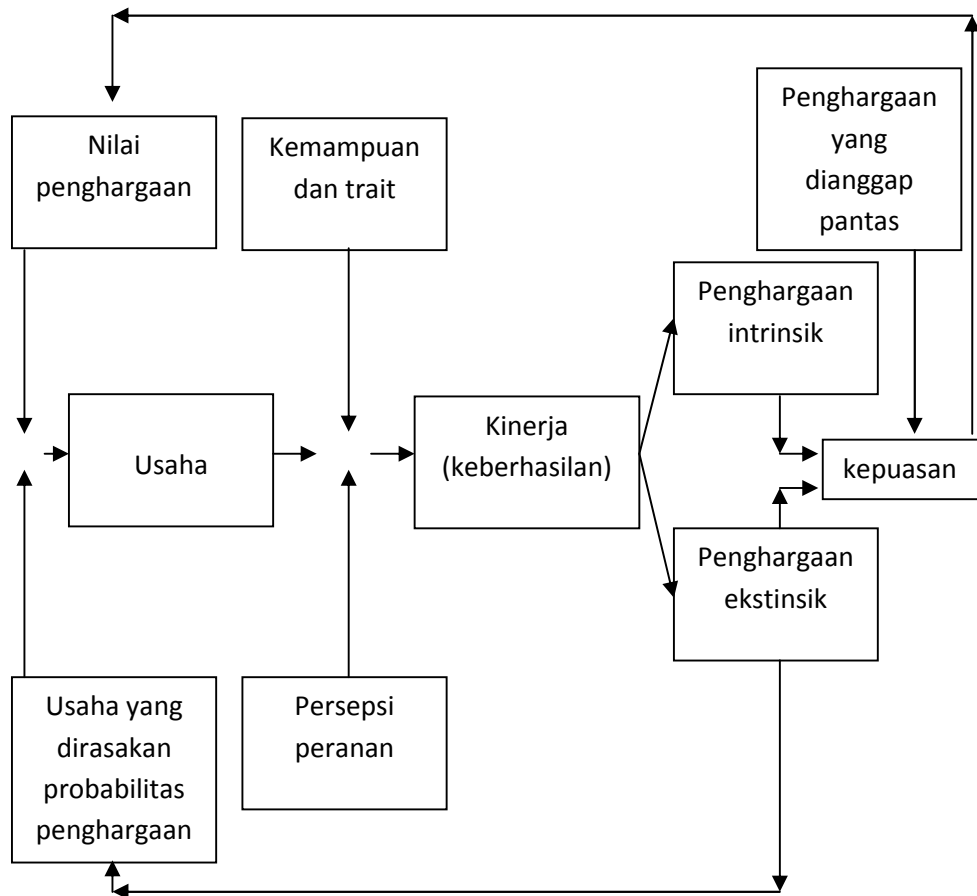 Nilai
penghargaan
Kemampuan
dan trait
Penghargaan
yang
dianggap
pantas
Penghargaan
intrinsik
Usaha
Kinerja
(keberhasilan)
kepuasan
Penghargaan
ekstinsik
Usaha yang
dirasakan
probabilitas
penghargaan
Persepsi
peranan